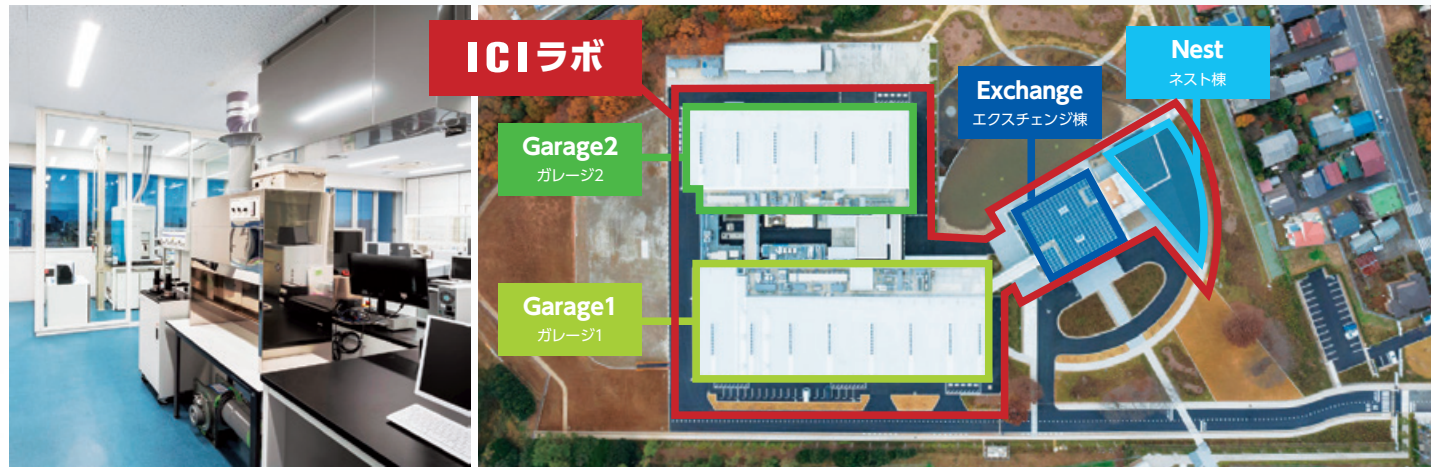 ICIラボ
Nest
ネスト棟
Exchange
エクスチェンジ棟
Garage2
ガレージ2
Garage1
ガレージ1